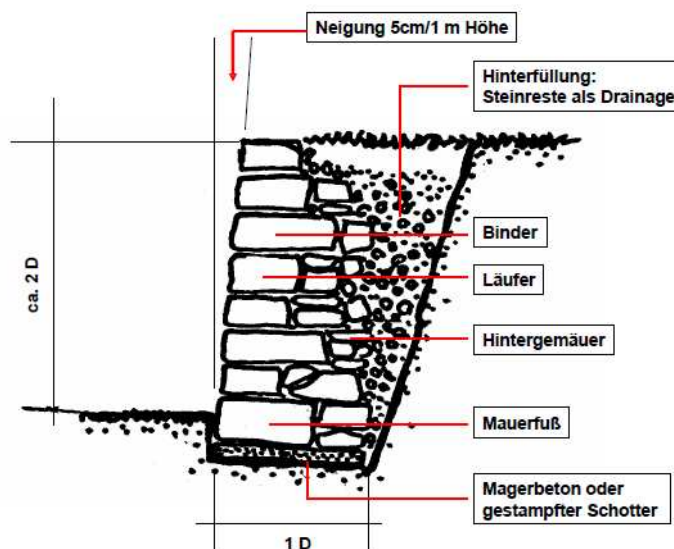 Neigung 5cm/1 m Höhe
Hinterfüllung:
Steinreste als Drainage
Binder
Läufer
Hintergemäuer
Mauerfuß
Magerbeton oder
gestampfter Schotter
ca. 2 D
1 D